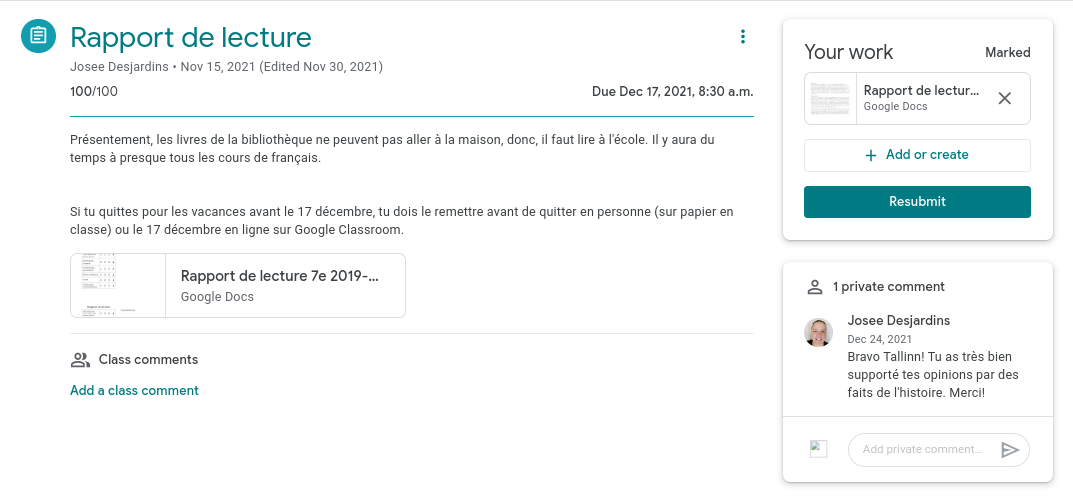 Rapport de lecture
Josee Desjardins • Nov 15, 2021 (Edited Nov 30, 2021)
100/100
Due Dec 17, 2021, 8:30 a.m.
Présentement, les livres de la bibliothèque ne peuvent pas aller à la maison, donc, il faut lire à l'école. Il y aura du
temps à presque tous les cours de français.
Si tu quittes pour les vacances avant le 17 décembre, tu dois le remettre avant de quitter en personne (sur papier en
classe) ou le 17 décembre en ligne sur Google Classroom.
Rapport de lecture 7e 2019-...
Google Docs
Class comments
Add a class comment
Your work
Marked
Rapport de lectur...
Google Docs
Add or create
Resubmit
1 private comment
Josee Desjardins
Dec 24, 2021
Bravo Tallinn! Tu as très bien
supporté tes opinions par des
faits de l'histoire. Merci!
Add private comment...